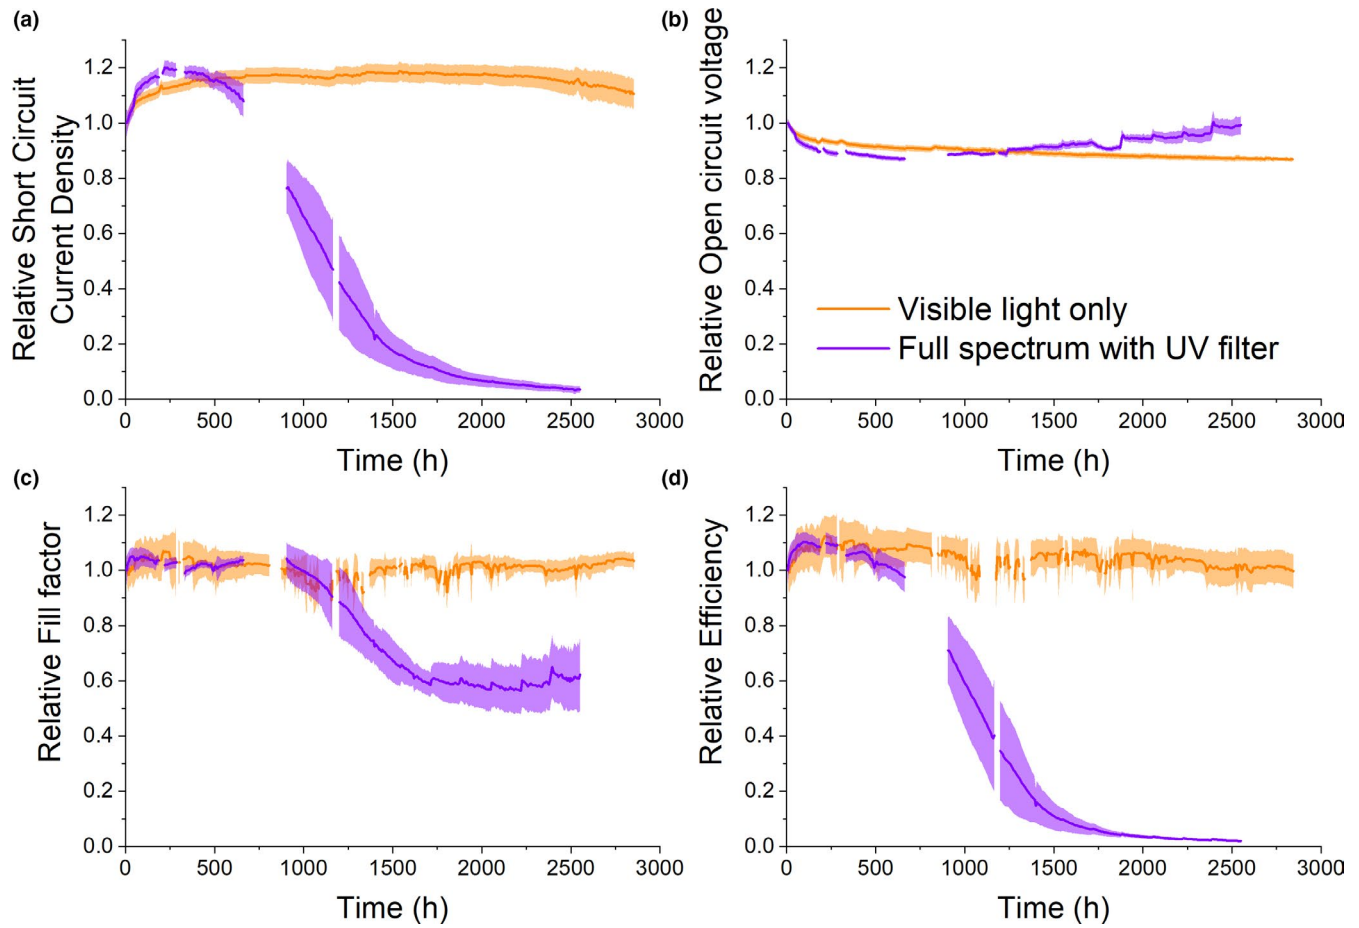 (a)
Relative Short Circuit
Current Density
1.2
1.0
0.8
0.6
0.4
0.2
0.0
0 500 1000 1500 2000 2500 3000
Time (h)
(b)
Relative Open circuit voltage
1.2
1.0
0.8
0.6
0.4
0.2
0.0
Visible light only
Full spectrum with UV filter
0 500 1000 1500 2000 2500 3000
Time (h)
(c)
Relative Fill factor
1.2
1.0
0.8
0.6
0.4
0.2
0.0
0 500 1000 1500 2000 2500 3000
Time (h)
(d)
Relative Efficiency
1.2
1.0
0.8
0.6
0.4
0.2
0.0
0 500 1000 1500 2000 2500 3000
Time (h)